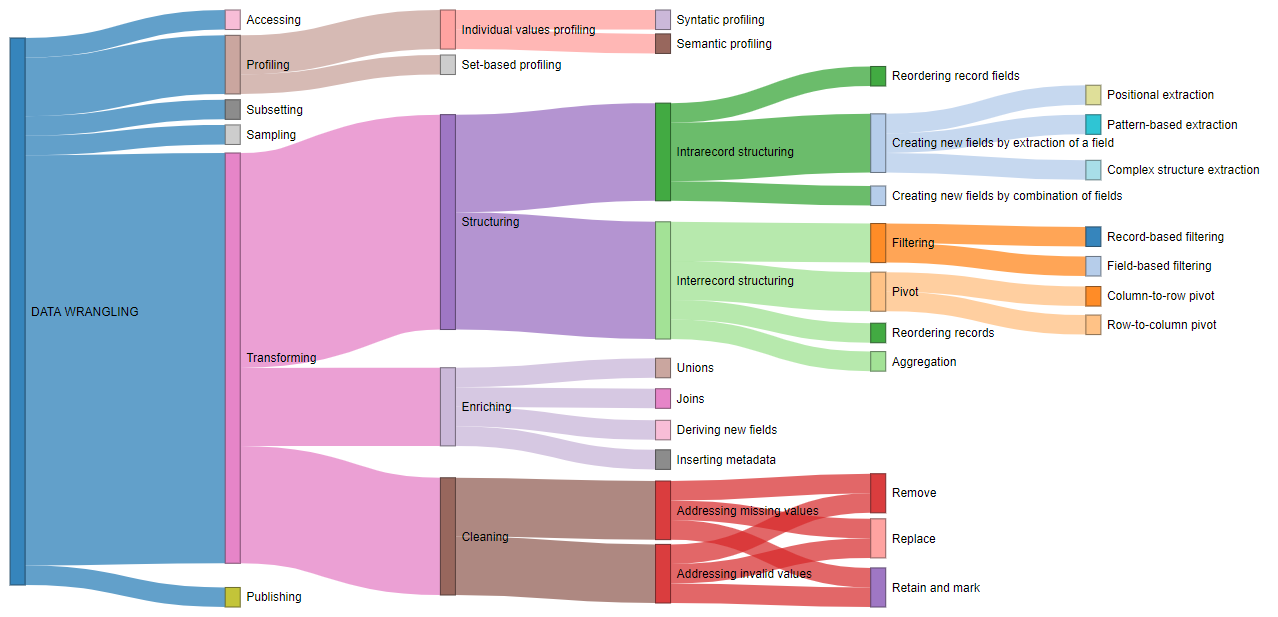 DATA WRANGLING
Accessing
Profiling
Subsetting
Sampling
Transforming
Publishing
Individual values profiling
Set-based profiling
Structuring
Enriching
Cleaning
Syntatic profiling
Semantic profiling
Intrarecord structuring
Interrecord structuring
Unions
Joins
Deriving new fields
Inserting metadata
Addressing missing values
Addressing invalid values
Reordering record fields
Creating new fields by extraction of a field
Creating new fields by combination of fields
Filtering
Pivot
Reordering records
Aggregation
Remove
Replace
Retain and mark
Positional extraction
Pattern-based extraction
Complex structure extraction
Record-based filtering
Field-based filtering
Column-to-row pivot
Row-to-column pivot